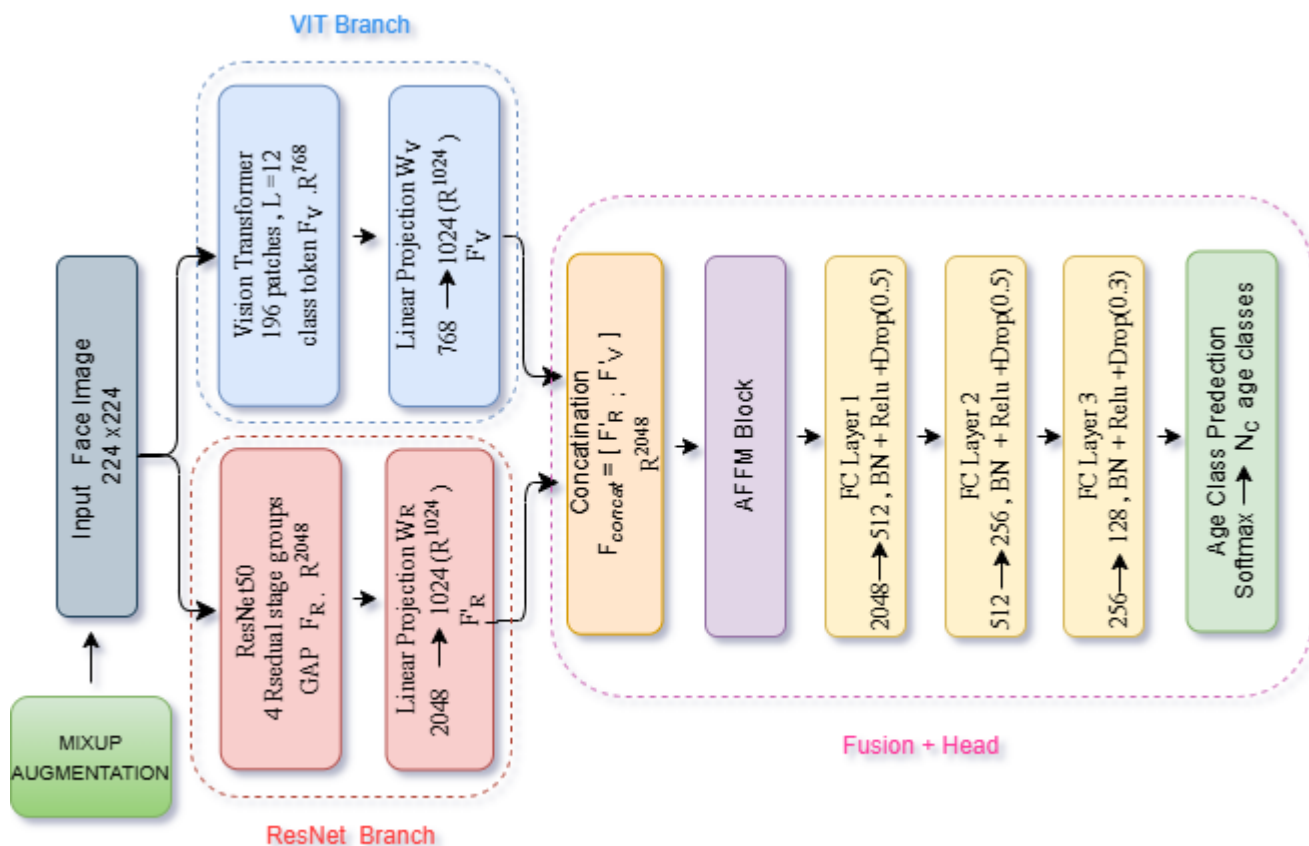 VIT Branch
Vision Transformer
196 patches , L = 12
class token F_V . R^768
Linear Projection W_V
768 → 1024 ( R^1024 )
F'_V
Input Face Image
224 x 224
MIXUP
AUGMENTATION
ResNet50
4 Rsedual stage groups
GAP F_R . R^2048
Linear Projection W_R
2048 → 1024 (R^1024 )
F'_R
ResNet Branch
Concatination
F_concat = [ F'_R ; F'_V ]
R^2048
AFFM Block
FC Layer 1
2048 → 512 , BN + Relu +Drop(0.5)
FC Layer 2
512 → 256 , BN + Relu +Drop(0.5)
FC Layer 3
256 → 128 , BN + Relu +Drop(0.3)
Age Class Predection
Softmax → N_C age classes
Fusion + Head